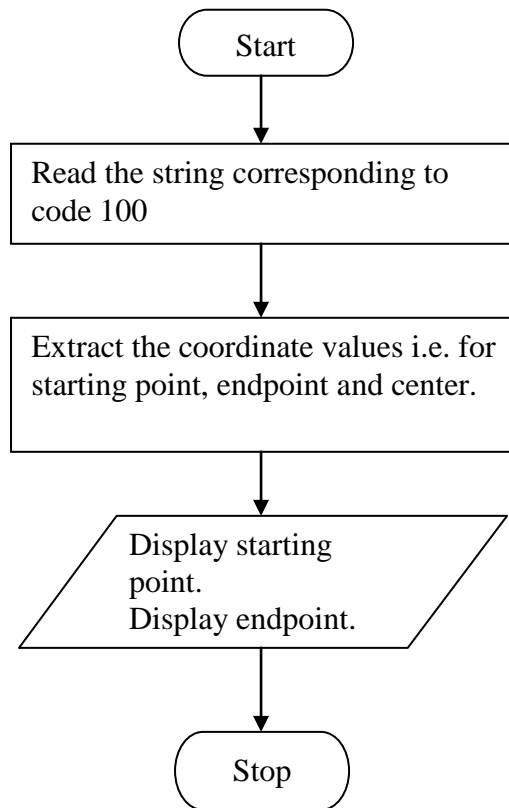 Start
Read the string corresponding to
code 100
Extract the coordinate values i.e. for
starting point, endpoint and center.
Display starting
point.
Display endpoint.
Stop